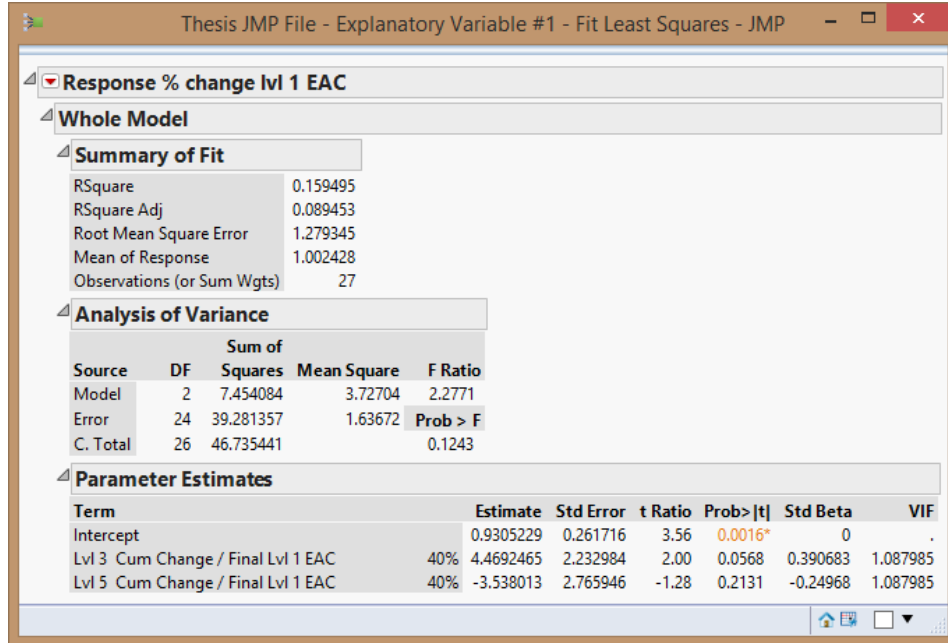 Thesis JMP File - Explanatory Variable #1 - Fit Least Squares - JMP
Response % change lvl 1 EAC
Whole Model
Summary of Fit
RSquare 0.159495
RSquare Adj 0.089453
Root Mean Square Error 1.279345
Mean of Response 1.002428
Observations (or Sum Wgts) 27
Analysis of Variance
Sum of
Source DF Squares Mean Square F Ratio
Model 2 7.454084 3.72704 2.2771
Error 24 39.281357 1.63672 Prob > F
C. Total 26 46.735441 0.1243
Parameter Estimates
Term Estimate Std Error t Ratio Prob>|t| Std Beta VIF
Intercept 0.9305229 0.261716 3.56 0.0016* 0 .
Lvl 3 Cum Change / Final Lvl 1 EAC 40% 4.4692465 2.232984 2.00 0.0568 0.390683 1.087985
Lvl 5 Cum Change / Final Lvl 1 EAC 40% -3.538013 2.765946 -1.28 0.2131 -0.24968 1.087985